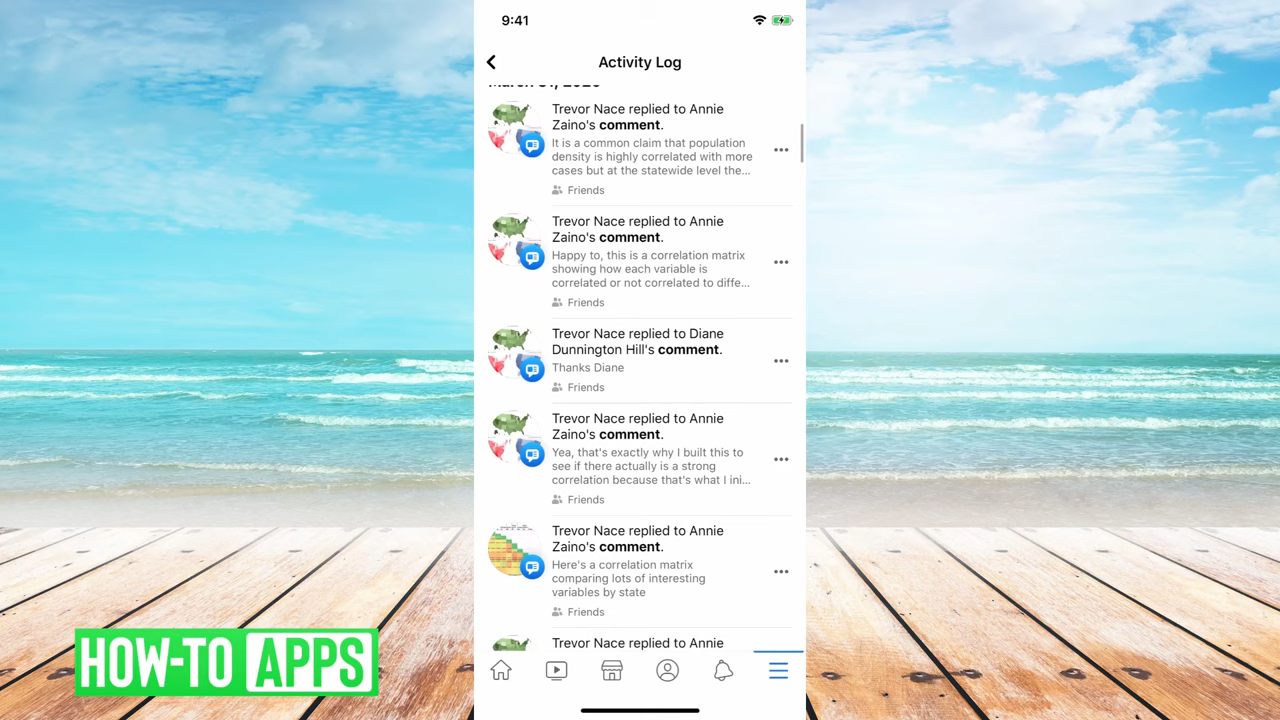 9:41
Activity Log
March 31, 2020
Trevor Nace replied to Annie
Zaino's comment.
It is a common claim that population
density is highly correlated with more
cases but at the statewide level the...
Friends
Trevor Nace replied to Annie
Zaino's comment.
Happy to, this is a correlation matrix
showing how each variable is
correlated or not correlated to diffe...
Friends
Trevor Nace replied to Diane
Dunnington Hill's comment.
Thanks Diane
Friends
Trevor Nace replied to Annie
Zaino's comment.
Yea, that's exactly why I built this to
see if there actually is a strong
correlation because that's what I ini...
Friends
Trevor Nace replied to Annie
Zaino's comment.
Here's a correlation matrix
comparing lots of interesting
variables by state
Friends
Trevor Nace replied to Annie
HOW-TO APPS